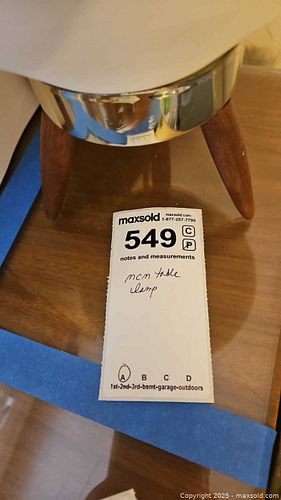 maxsold maxsold.com
1-877-257-7795
549 C
P
notes and measurements
mcm table
lamp
A B C D
1st-2nd-3rd-bsmt-garage-outdoors
Copyright 2025 - maxsold.com